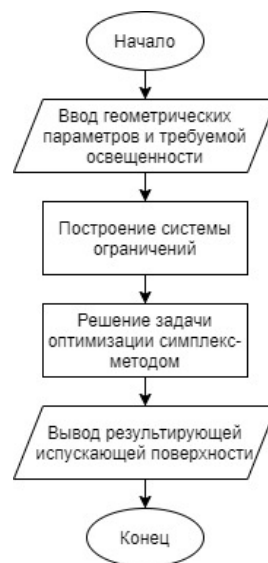 Начало
Ввод геометрических
параметров и требуемой
освещенности
Построение системы
ограничений
Решение задачи
оптимизации симплекс-
методом
Вывод результирующей
испускающей поверхности
Конец